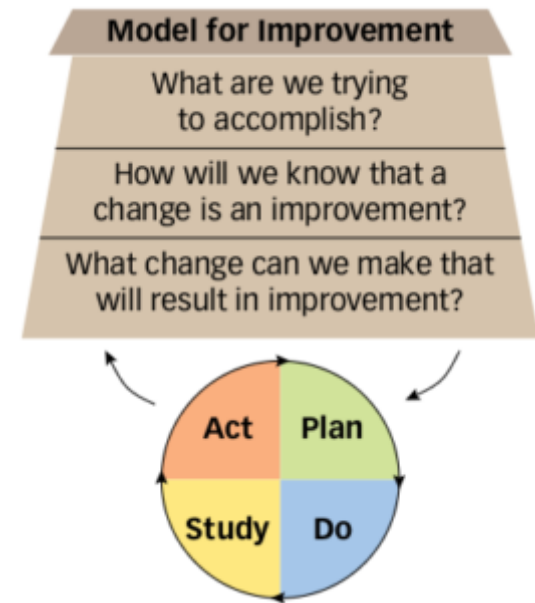 Model for Improvement
What are we trying
to accomplish?
How will we know that a
change is an improvement?
What change can we make that
will result in improvement?
Act
Plan
Study
Do